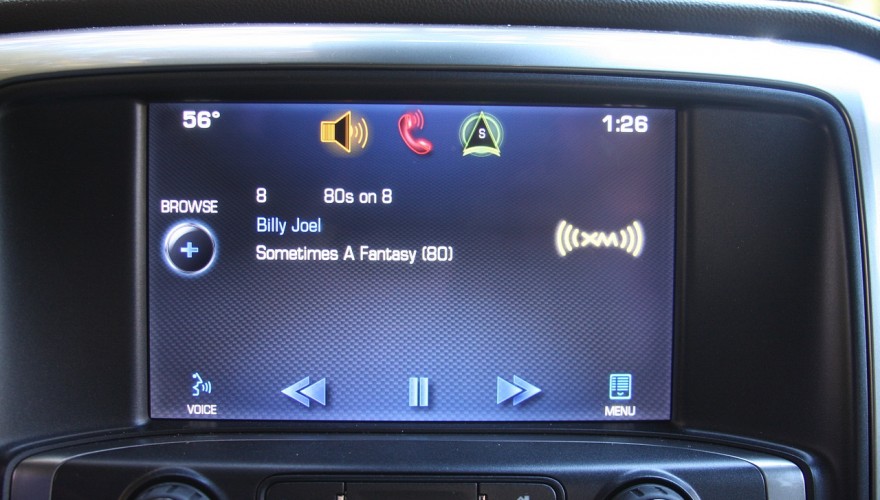 56°
S
1:26
8 80s on 8
BROWSE
Billy Joel
Sometimes A Fantasy (80)
XM
VOICE
MENU